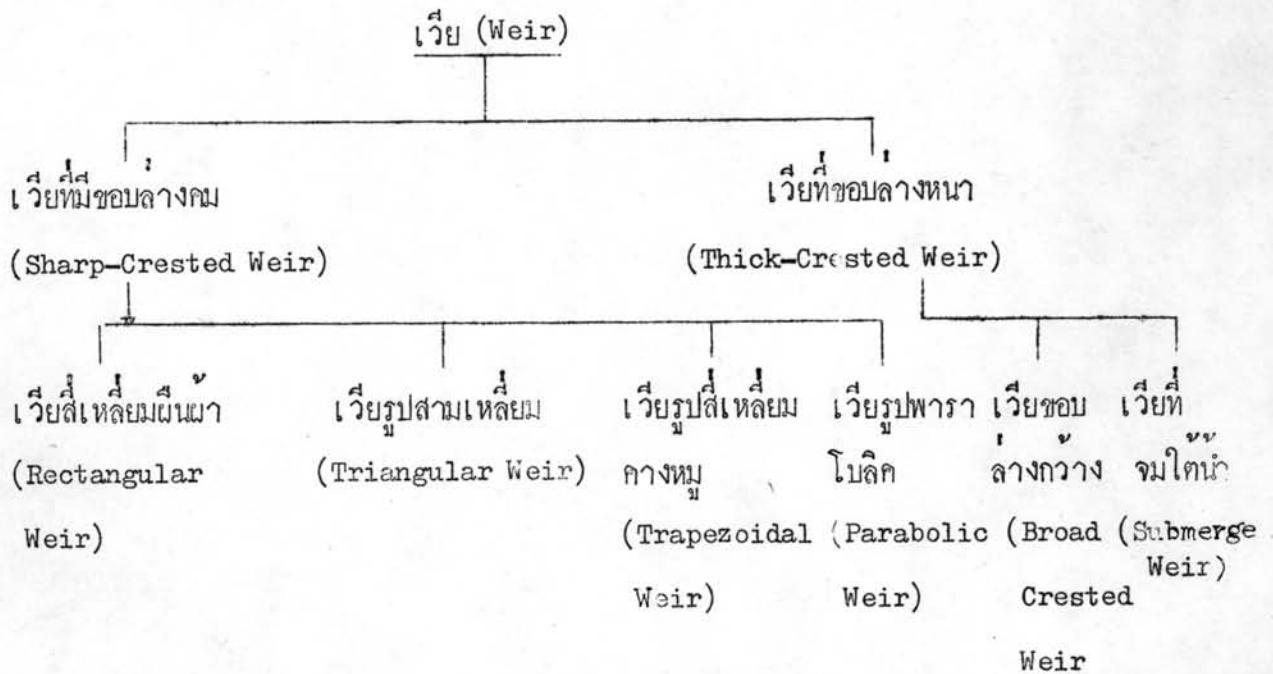 เวีย (Weir)
เวียที่มีขอบล่างคม
(Sharp-Crested Weir)
เวียที่ขอบล่างหนา
(Thick-Crested Weir)
เวียสี่เหลี่ยมผืนผ้า
(Rectangular
Weir)
เวียรูปสามเหลี่ยม
(Triangular Weir)
เวียรูปสี่เหลี่ยม
คางหมู
(Trapezoidal
Weir)
เวียรูปพารา
โบลิค
(Parabolic
Weir)
เวียขอบ
ล่างกว้าง
(Broad
Crested
Weir
เวียที่
จมใต้น้ำ
(Submerge
Weir)